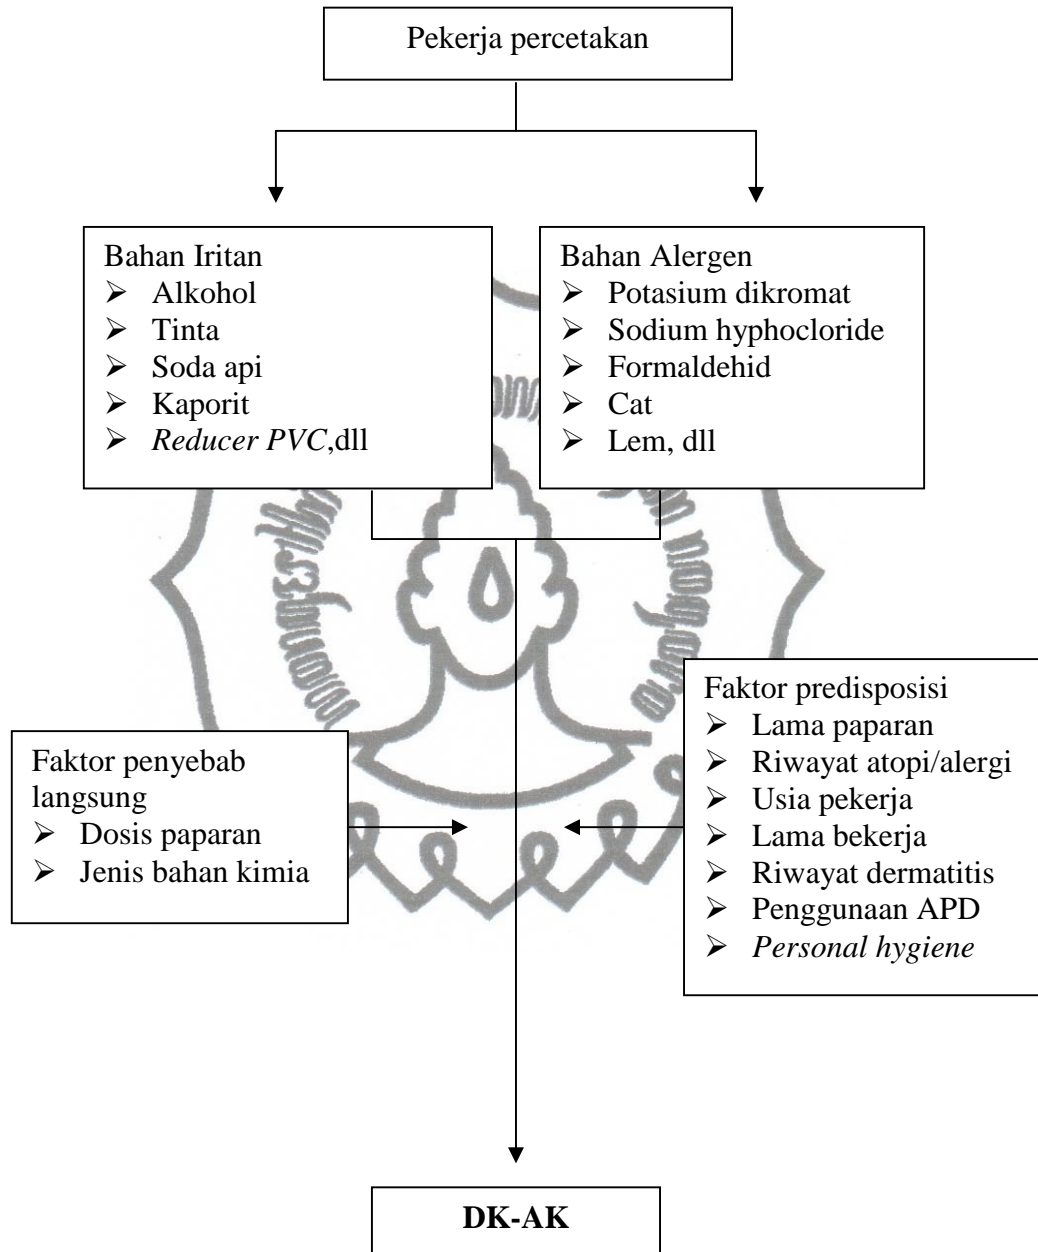 Pekerja percetakan
Bahan Iritan
➢ Alkohol
➢ Tinta
➢ Soda api
➢ Kaporit
➢ Reducer PVC,dll
Bahan Alergen
➢ Potasium dikromat
➢ Sodium hyphocloride
➢ Formaldehid
➢ Cat
➢ Lem, dll
Faktor penyebab
langsung
➢ Dosis paparan
➢ Jenis bahan kimia
Faktor predisposisi
➢ Lama paparan
➢ Riwayat atopi/alergi
➢ Usia pekerja
➢ Lama bekerja
➢ Riwayat dermatitis
➢ Penggunaan APD
➢ Personal hygiene
DK-AK